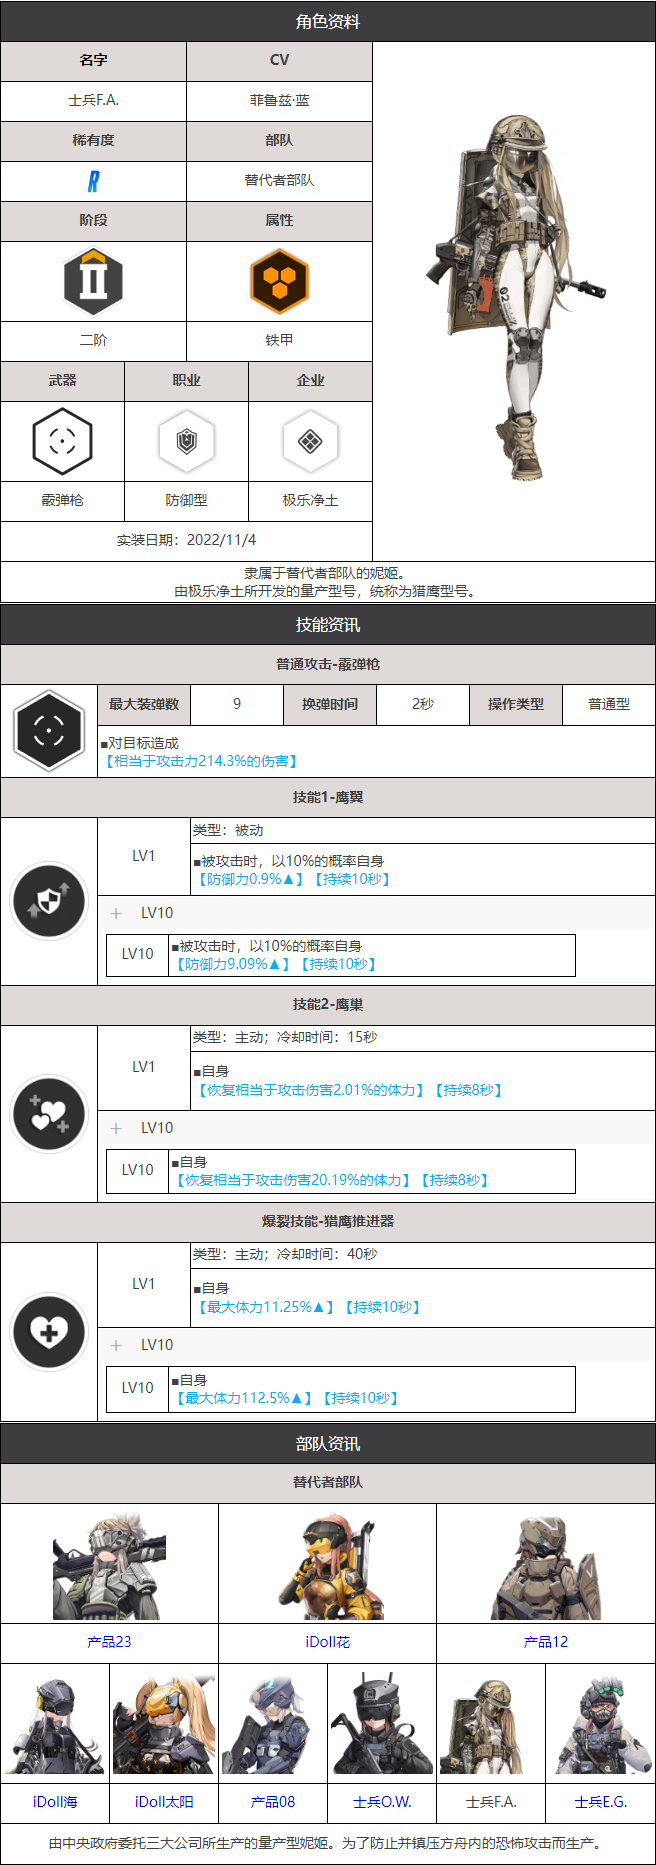 角色资料
名字
CV
士兵F.A.
菲鲁兹·蓝
稀有度
部队
R
替代者部队
阶段
属性
二阶
铁甲
武器
职业
企业
霰弹枪
防御型
极乐净土
实装日期：2022/11/4
隶属于替代者部队的妮姬。
由极乐净土所开发的量产型号，统称为猎鹰型号。
技能资讯
普通攻击-霰弹枪
最大装弹数
9
换弹时间
2秒
操作类型
普通型
■对目标造成
【相当于攻击力214.3%的伤害】
技能1-鹰翼
LV1
类型：被动
■被攻击时，以10%的概率自身
【防御力0.9%▲】【持续10秒】
＋ LV10
LV10
■被攻击时，以10%的概率自身
【防御力9.09%▲】【持续10秒】
技能2-鹰巢
LV1
类型：主动；冷却时间：15秒
■自身
【恢复相当于攻击伤害2.01%的体力】【持续8秒】
＋ LV10
LV10
■自身
【恢复相当于攻击伤害20.19%的体力】【持续8秒】
爆裂技能-猎鹰推进器
LV1
类型：主动；冷却时间：40秒
■自身
【最大体力11.25%▲】【持续10秒】
＋ LV10
LV10
■自身
【最大体力112.5%▲】【持续10秒】
部队资讯
替代者部队
产品23
iDoll花
产品12
iDoll海
iDoll太阳
产品08
士兵O.W.
士兵F.A.
士兵E.G.
由中央政府委托三大公司所生产的量产型妮姬。为了防止并镇压方舟内的恐怖攻击而生产。